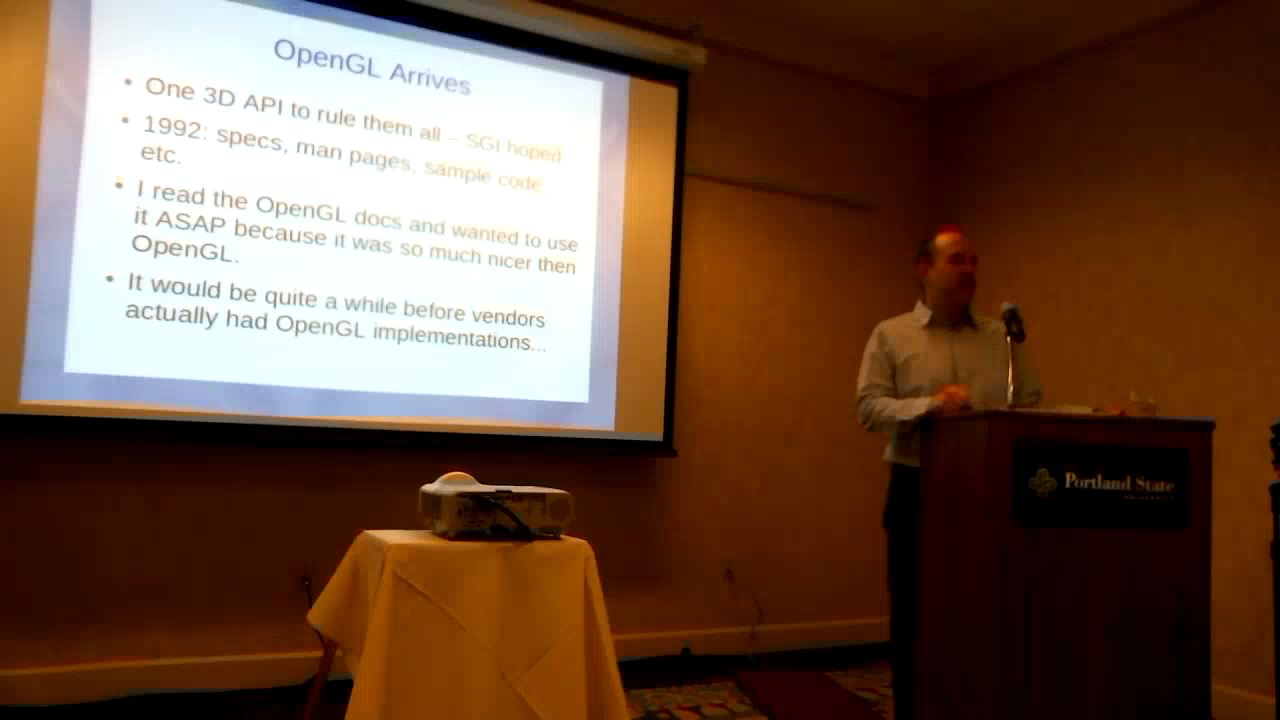 OpenGL Arrives
• One 3D API to rule them all – SGI hoped
• 1992: specs, man pages, sample code
etc.
• I read the OpenGL docs and wanted to use
it ASAP because it was so much nicer then
OpenGL.
• It would be quite a while before vendors
actually had OpenGL implementations...
Portland State
UNIVERSITY